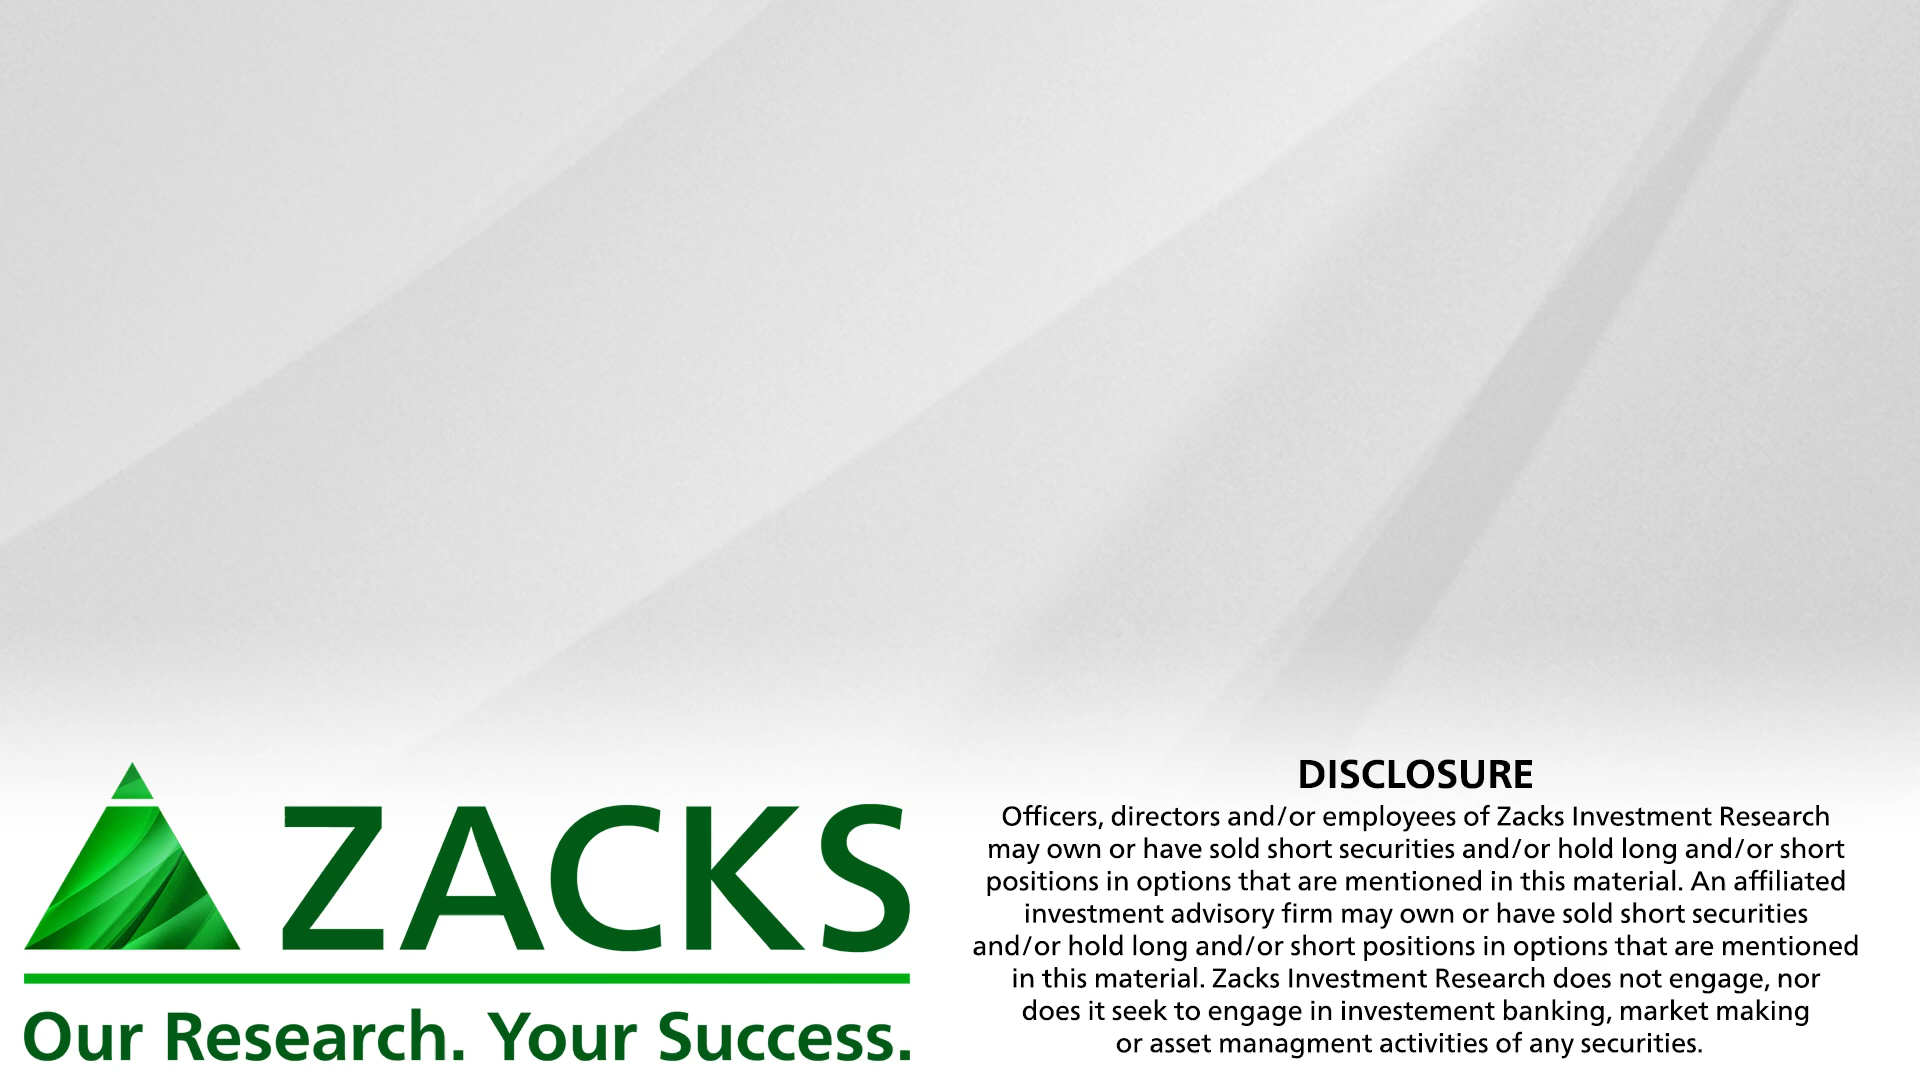 ZACKS
Our Research. Your Success.
DISCLOSURE
Officers, directors and/or employees of Zacks Investment Research
may own or have sold short securities and/or hold long and/or short
positions in options that are mentioned in this material. An affiliated
investment advisory firm may own or have sold short securities
and/or hold long and/or short positions in options that are mentioned
in this material. Zacks Investment Research does not engage, nor
does it seek to engage in investement banking, market making
or asset managment activities of any securities.